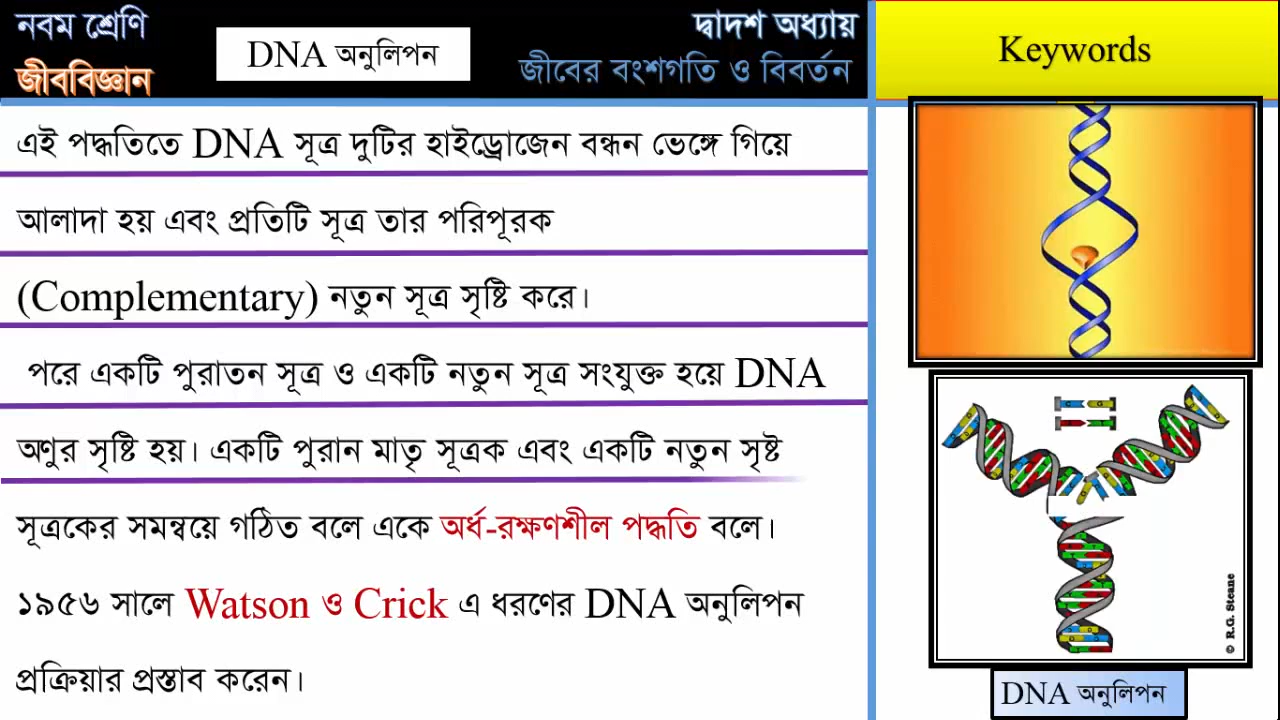 নবম শ্রেণি
জীববিজ্ঞান
DNA অনুলিপন
দ্বাদশ অধ্যায়
জীবের বংশগতি ও বিবর্তন
Keywords
এই পদ্ধতিতে DNA সূত্র দুটির হাইড্রোজেন বন্ধন ভেঙ্গে গিয়ে
আলাদা হয় এবং প্রতিটি সূত্র তার পরিপূরক
(Complementary) নতুন সূত্র সৃষ্টি করে।
পরে একটি পুরাতন সূত্র ও একটি নতুন সূত্র সংযুক্ত হয়ে DNA
অণুর সৃষ্টি হয়। একটি পুরান মাতৃ সূত্রক এবং একটি নতুন সৃষ্ট
সূত্রকের সমন্বয়ে গঠিত বলে একে অর্ধ-রক্ষণশীল পদ্ধতি বলে।
১৯৫৬ সালে Watson ও Crick এ ধরণের DNA অনুলিপন
প্রক্রিয়ার প্রস্তাব করেন।
© R.G. Steane
DNA অনুলিপন